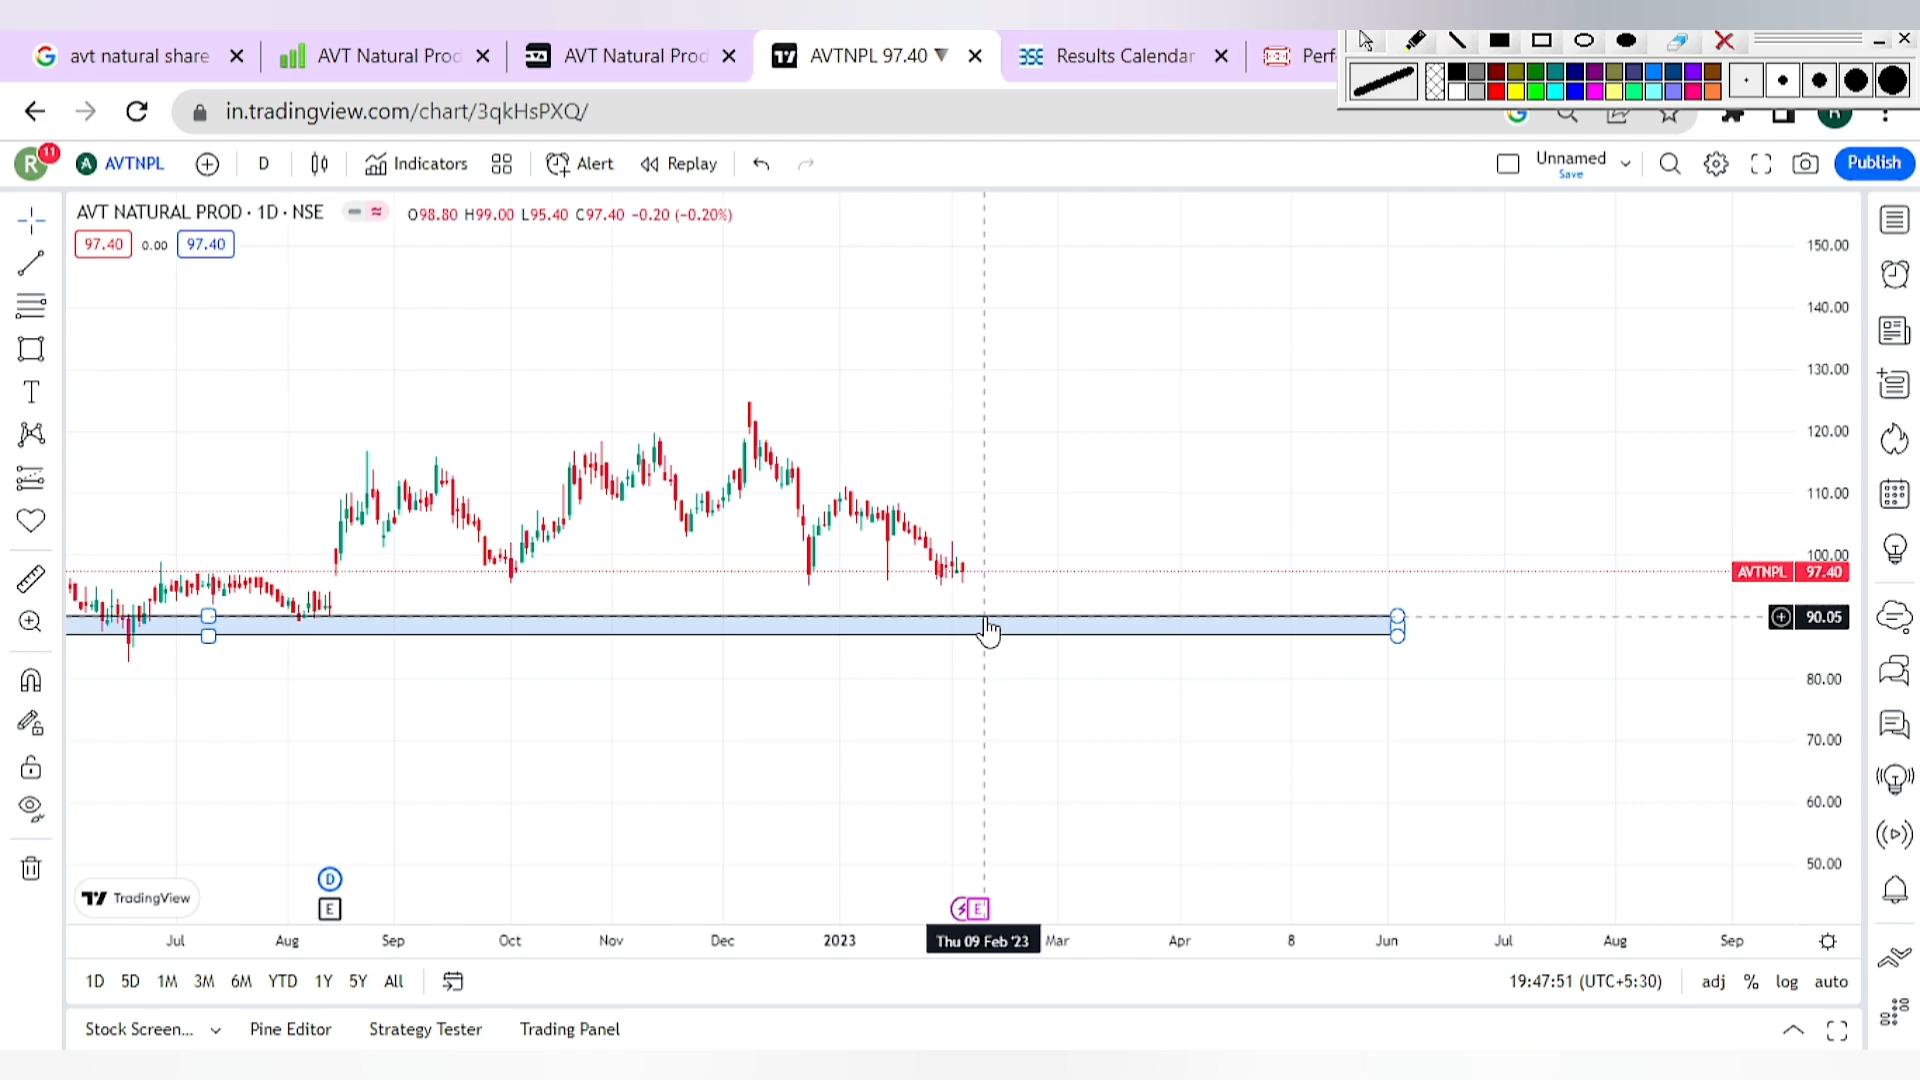 avt natural share
AVT Natural Prod
AVT Natural Prod
AVTNPL 97.40
Results Calendar
Perf
in.tradingview.com/chart/3qkHsPXQ/
R
11
A
AVTNPL
D
Indicators
Alert
Replay
Unnamed
Save
Publish
AVT NATURAL PROD · 1D · NSE
O98.80 H99.00 L95.40 C97.40 −0.20 (−0.20%)
97.40
0.00
97.40
150.00
140.00
130.00
120.00
110.00
100.00
AVTNPL 97.40
90.05
80.00
70.00
60.00
50.00
D
E
E
TradingView
Jul
Aug
Sep
Oct
Nov
Dec
2023
Thu 09 Feb '23
Mar
Apr
8
Jun
Jul
Aug
Sep
1D 5D 1M 3M 6M YTD 1Y 5Y All
19:47:51 (UTC+5:30)
adj % log auto
Stock Screen...
Pine Editor
Strategy Tester
Trading Panel